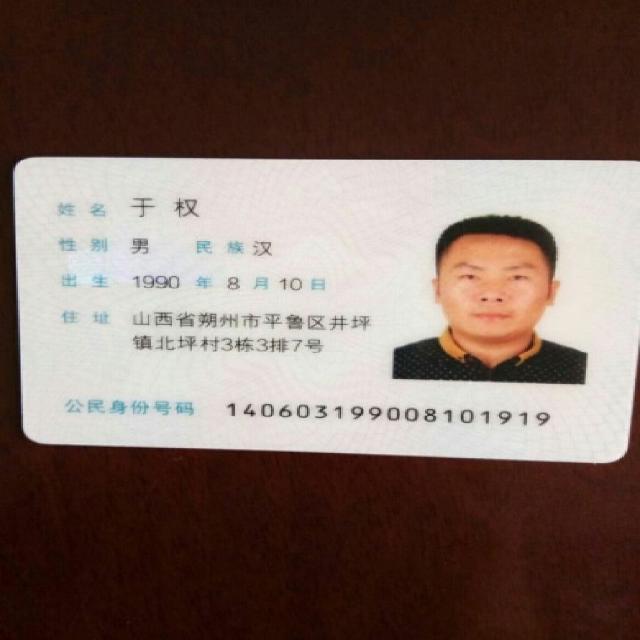 姓名 于权
性别 男 民族 汉
出生 1990 年 8 月 10 日
住址 山西省朔州市平鲁区井坪
镇北坪村3栋3排7号
公民身份号码 140603199008101919